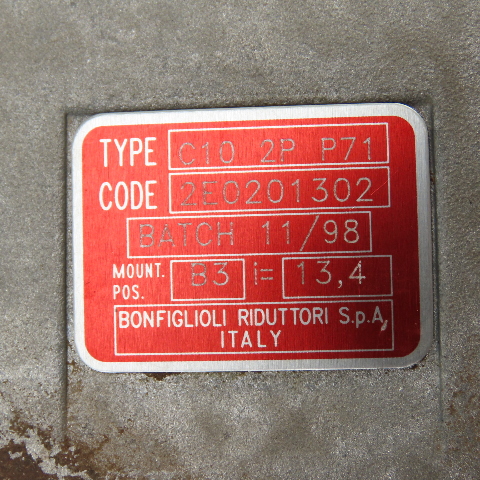 TYPE C10 2P P71
CODE 2E0201302
BATCH 11/98
MOUNT. POS. B3 i= 13,4
BONFIGLIOLI RIDUTTORI S.p.A,
ITALY